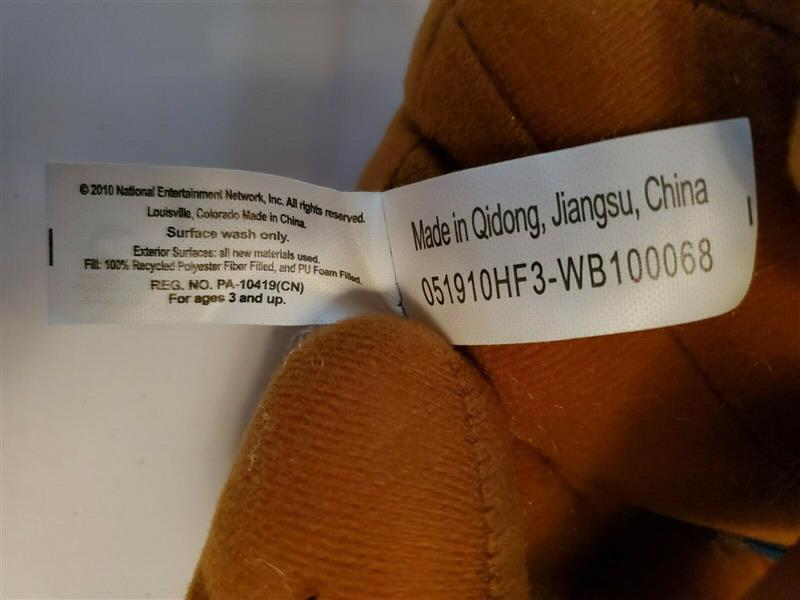 © 2010 National Entertainment Network, Inc. All rights reserved.
Louisville, Colorado Made in China.
Surface wash only.
Exterior Surfaces: all new materials used.
Fill: 100% Recycled Polyester Fiber Filled, and PU Foam Filled.
REG. NO. PA-10419(CN)
For ages 3 and up.
Made in Qidong, Jiangsu, China
051910HF3-WB100068